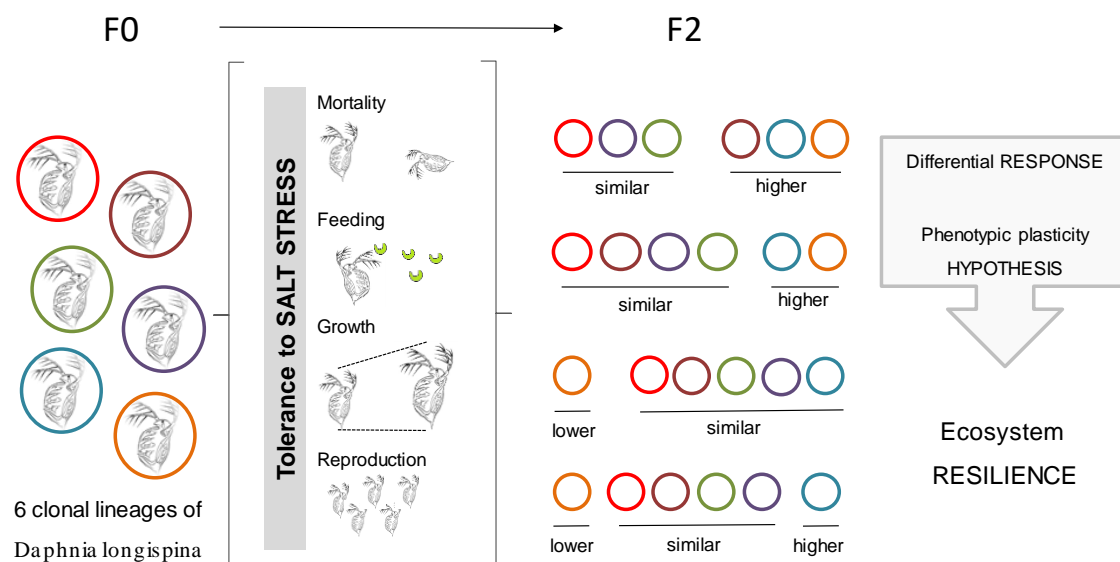 F0
F2
6 clonal lineages of
Daphnia longispina
Tolerance to SALT STRESS
Mortality
Feeding
Growth
Reproduction
similar
higher
similar
higher
lower
similar
lower
similar
higher
Differential RESPONSE
Phenotypic plasticity
HYPOTHESIS
Ecosystem
RESILIENCE